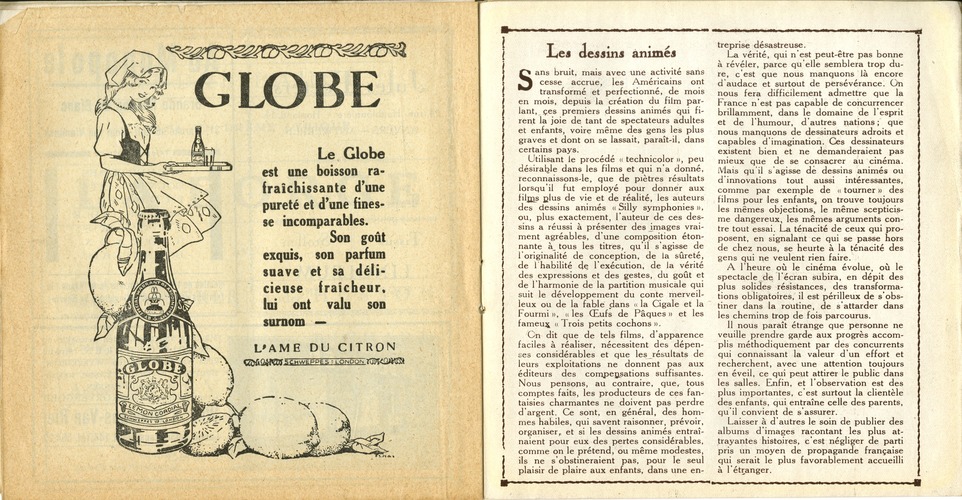 GLOBE
Le Globe
est une boisson ra-
fraîchissante d'une
pureté et d'une fines-
se incomparables.
Son goût
exquis, son parfum
suave et sa déli-
cieuse fraîcheur,
lui ont valu son
surnom —
L'AME DU CITRON
SCHWEPPES LONDON
GLOBE
LEMON CORDIAL
Les dessins animés
Sans bruit, mais avec une activité sans
cesse accrue, les Américains ont
transformé et perfectionné, de mois
en mois, depuis la création du film par-
lant, ces premiers dessins animés qui fi-
rent la joie de tant de spectateurs adultes
et enfants, voire même des gens les plus
graves et dont on se lassait, paraît-il, dans
certains pays.
Utilisant le procédé « technicolor », peu
désirable dans les films et qui n'a donné,
reconnaissons-le, que de piètres résultats
lorsqu'il fut employé pour donner aux
films plus de vie et de réalité, les auteurs
des dessins animés « Silly symphonies »,
ou, plus exactement, l'auteur de ces des-
sins a réussi à présenter des images vrai-
ment agréables, d'une composition éton-
nante à tous les titres, qu'il s'agisse de
l'originalité de conception, de la sûreté,
de l'habilité de l'exécution, de la vérité
des expressions et des gestes, du goût et
de l'harmonie de la partition musicale qui
suit le développement du conte merveil-
leux ou de la fable dans « la Cigale et la
Fourmi », « les Œufs de Pâques » et les
fameux « Trois petits cochons ».
On dit que de tels films, d'apparence
faciles à réaliser, nécessitent des dépen-
ses considérables et que les résultats de
leurs exploitations ne donnent pas aux
éditeurs des compensations suffisantes.
Nous pensons, au contraire, que, tous
comptes faits, les producteurs de ces fan-
taisies charmantes ne doivent pas perdre
d'argent. Ce sont, en général, des hom-
mes habiles, qui savent raisonner, prévoir,
organiser, et si les dessins animés entraî-
naient pour eux des pertes considérables,
comme on le prétend, ou même modestes,
ils ne s'obstineraient pas, pour le seul
plaisir de plaire aux enfants, dans une en-
treprise désastreuse.
La vérité, qui n'est peut-être pas bonne
à révéler, parce qu'elle semblera trop du-
re, c'est que nous manquons là encore
d'audace et surtout de persévérance. On
nous fera difficilement admettre que la
France n'est pas capable de concurrencer
brillamment, dans le domaine de l'esprit
et de l'humour, d'autres nations; que
nous manquons de dessinateurs adroits et
capables d'imagination. Ces dessinateurs
existent bien et ne demanderaient pas
mieux que de se consacrer au cinéma.
Mais qu'il s'agisse de dessins animés ou
d'innovations tout aussi intéressantes,
comme par exemple de « tourner » des
films pour les enfants, on trouve toujours
les mêmes objections, le même scepticis-
me dangereux, les mêmes arguments con-
tre tout essai. La ténacité de ceux qui pro-
posent, en signalant ce qui se passe hors
de chez nous, se heurte à la ténacité des
gens qui ne veulent rien faire.
A l'heure où le cinéma évolue, où le
spectacle de l'écran subira, en dépit des
plus solides résistances, des transforma-
tions obligatoires, il est périlleux de s'obs-
tiner dans la routine, de s'attarder dans
les chemins trop de fois parcourus.
Il nous paraît étrange que personne ne
veuille prendre garde aux progrès accom-
plis méthodiquement par des concurrents
qui connaissant la valeur d'un effort et
recherchent, avec une attention toujours
en éveil, ce qui peut attirer le public dans
les salles. Enfin, et l'observation est des
plus importantes, c'est surtout la clientèle
des enfants, qui entraîne celle des parents,
qu'il convient de s'assurer.
Laisser à d'autres le soin de publier des
albums d'images racontant les plus at-
trayantes histoires, c'est négliger de parti
pris un moyen de propagande française
qui serait le plus favorablement accueilli
à l'étranger.